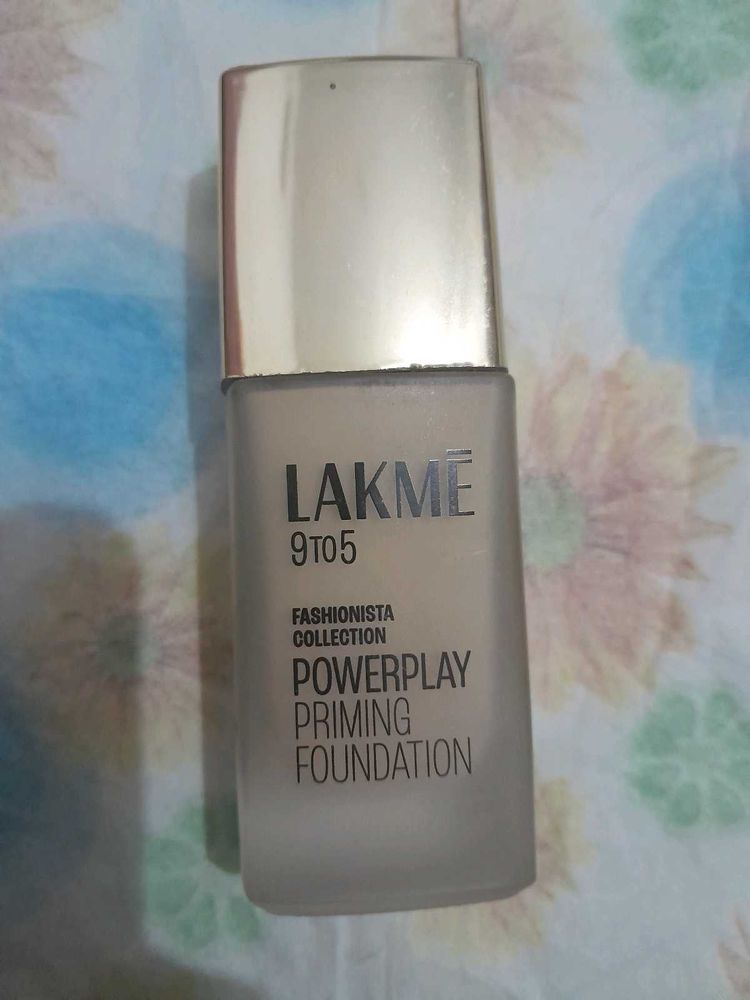 LAKMĒ
9TO5
FASHIONISTA
COLLECTION
POWERPLAY
PRIMING
FOUNDATION